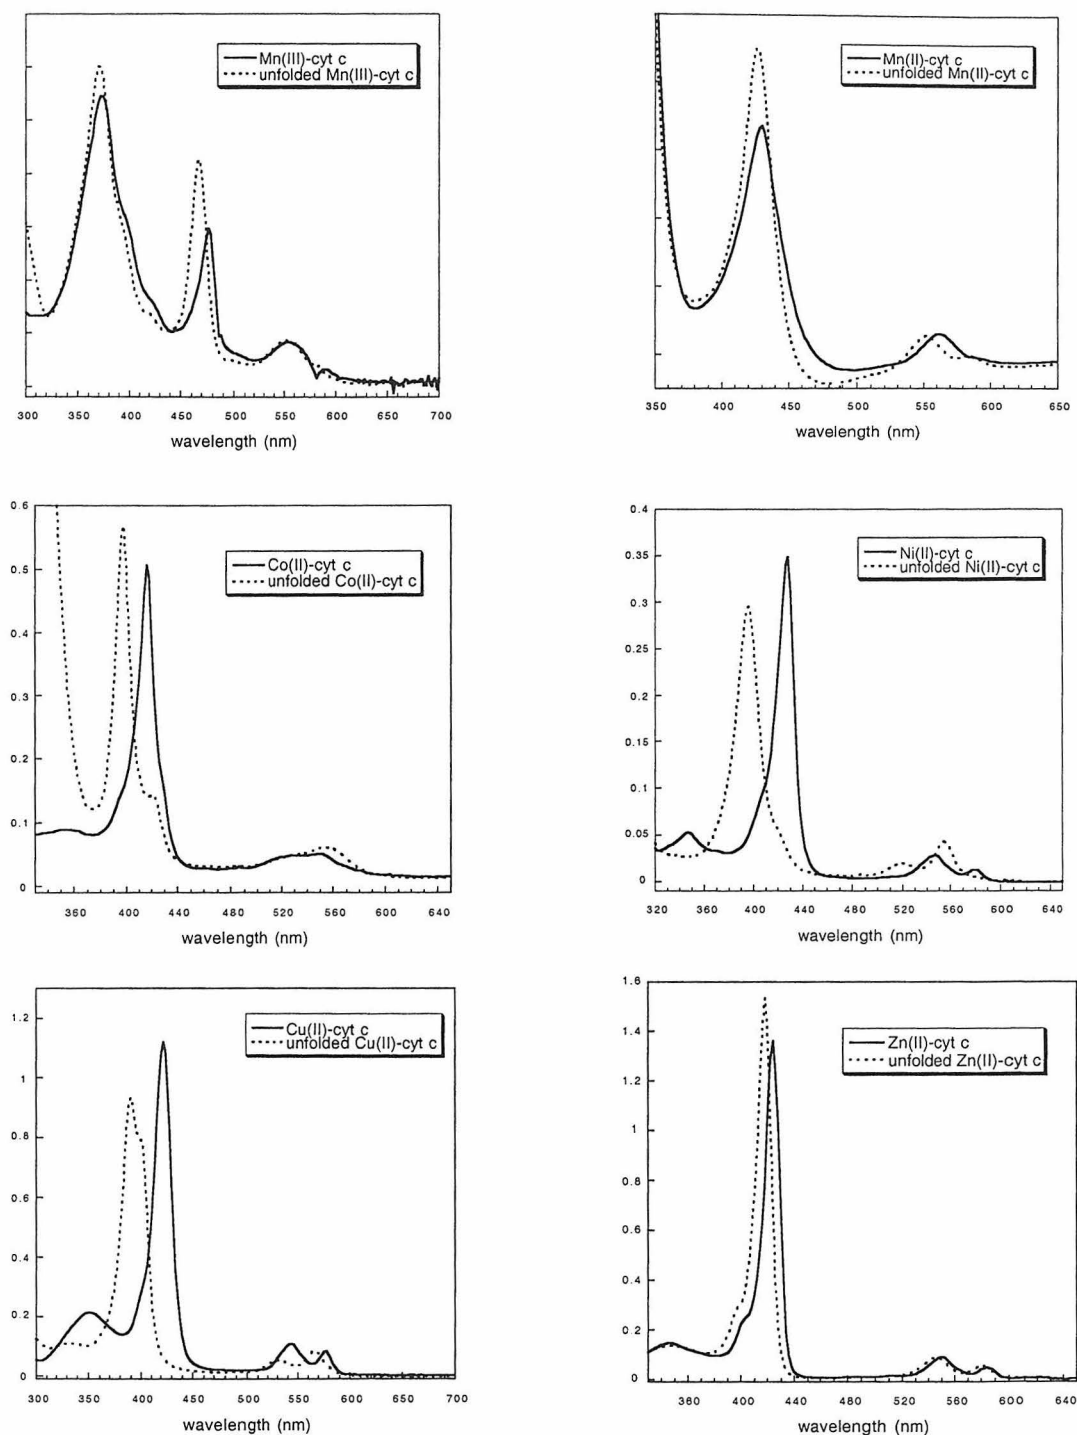 Mn(III)-cyt c
unfolded Mn(III)-cyt c
300 350 400 450 500 550 600 650 700
wavelength (nm)
Mn(II)-cyt c
unfolded Mn(II)-cyt c
350 400 450 500 550 600 650
wavelength (nm)
Co(II)-cyt c
unfolded Co(II)-cyt c
0.6
0.5
0.4
0.3
0.2
0.1
0
360 400 440 480 520 560 600 640
wavelength (nm)
Ni(II)-cyt c
unfolded Ni(II)-cyt c
0.4
0.35
0.3
0.25
0.2
0.15
0.1
0.05
0
320 360 400 440 480 520 560 600 640
wavelength (nm)
Cu(II)-cyt c
unfolded Cu(II)-cyt c
1.2
1
0.8
0.6
0.4
0.2
0
300 350 400 450 500 550 600 650 700
wavelength (nm)
Zn(II)-cyt c
unfolded Zn(II)-cyt c
1.6
1.4
1.2
1
0.8
0.6
0.4
0.2
0
360 400 440 480 520 560 600 640
wavelength (nm)